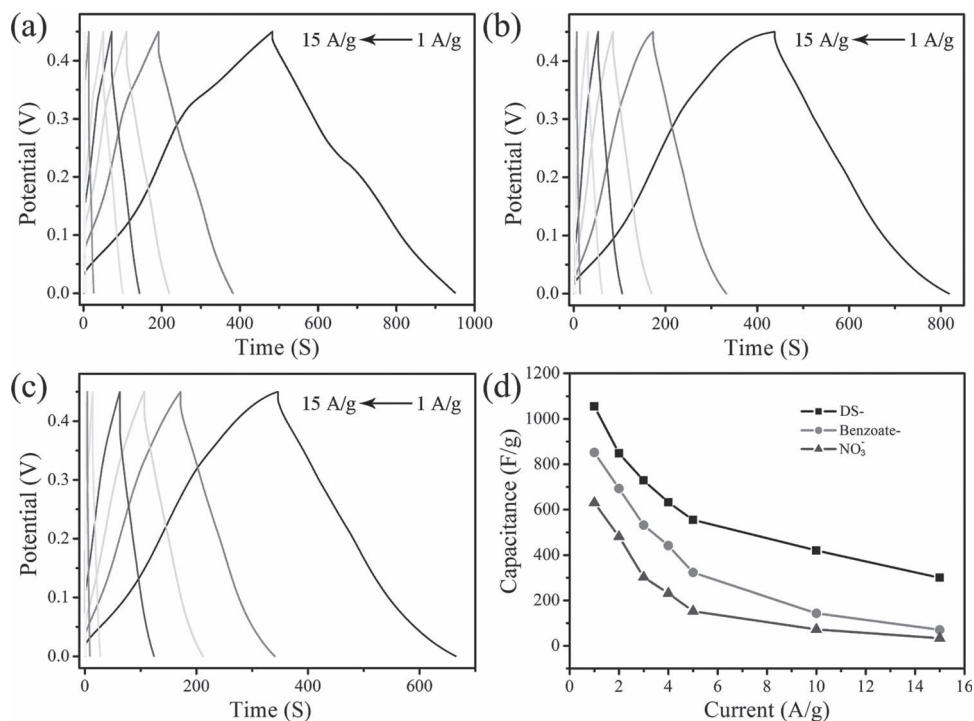 (a)
15 A/g ← 1 A/g
Potential (V)
0.4
0.3
0.2
0.1
0.0
0 200 400 600 800 1000
Time (S)
(b)
15 A/g ← 1 A/g
Potential (V)
0.4
0.3
0.2
0.1
0.0
0 200 400 600 800
Time (S)
(c)
15 A/g ← 1 A/g
Potential (V)
0.4
0.3
0.2
0.1
0.0
0 200 400 600
Time (S)
(d)
Capacitance (F/g)
1200
1000
800
600
400
200
0
DS-
Benzoate-
NO₃⁻
0 2 4 6 8 10 12 14 16
Current (A/g)